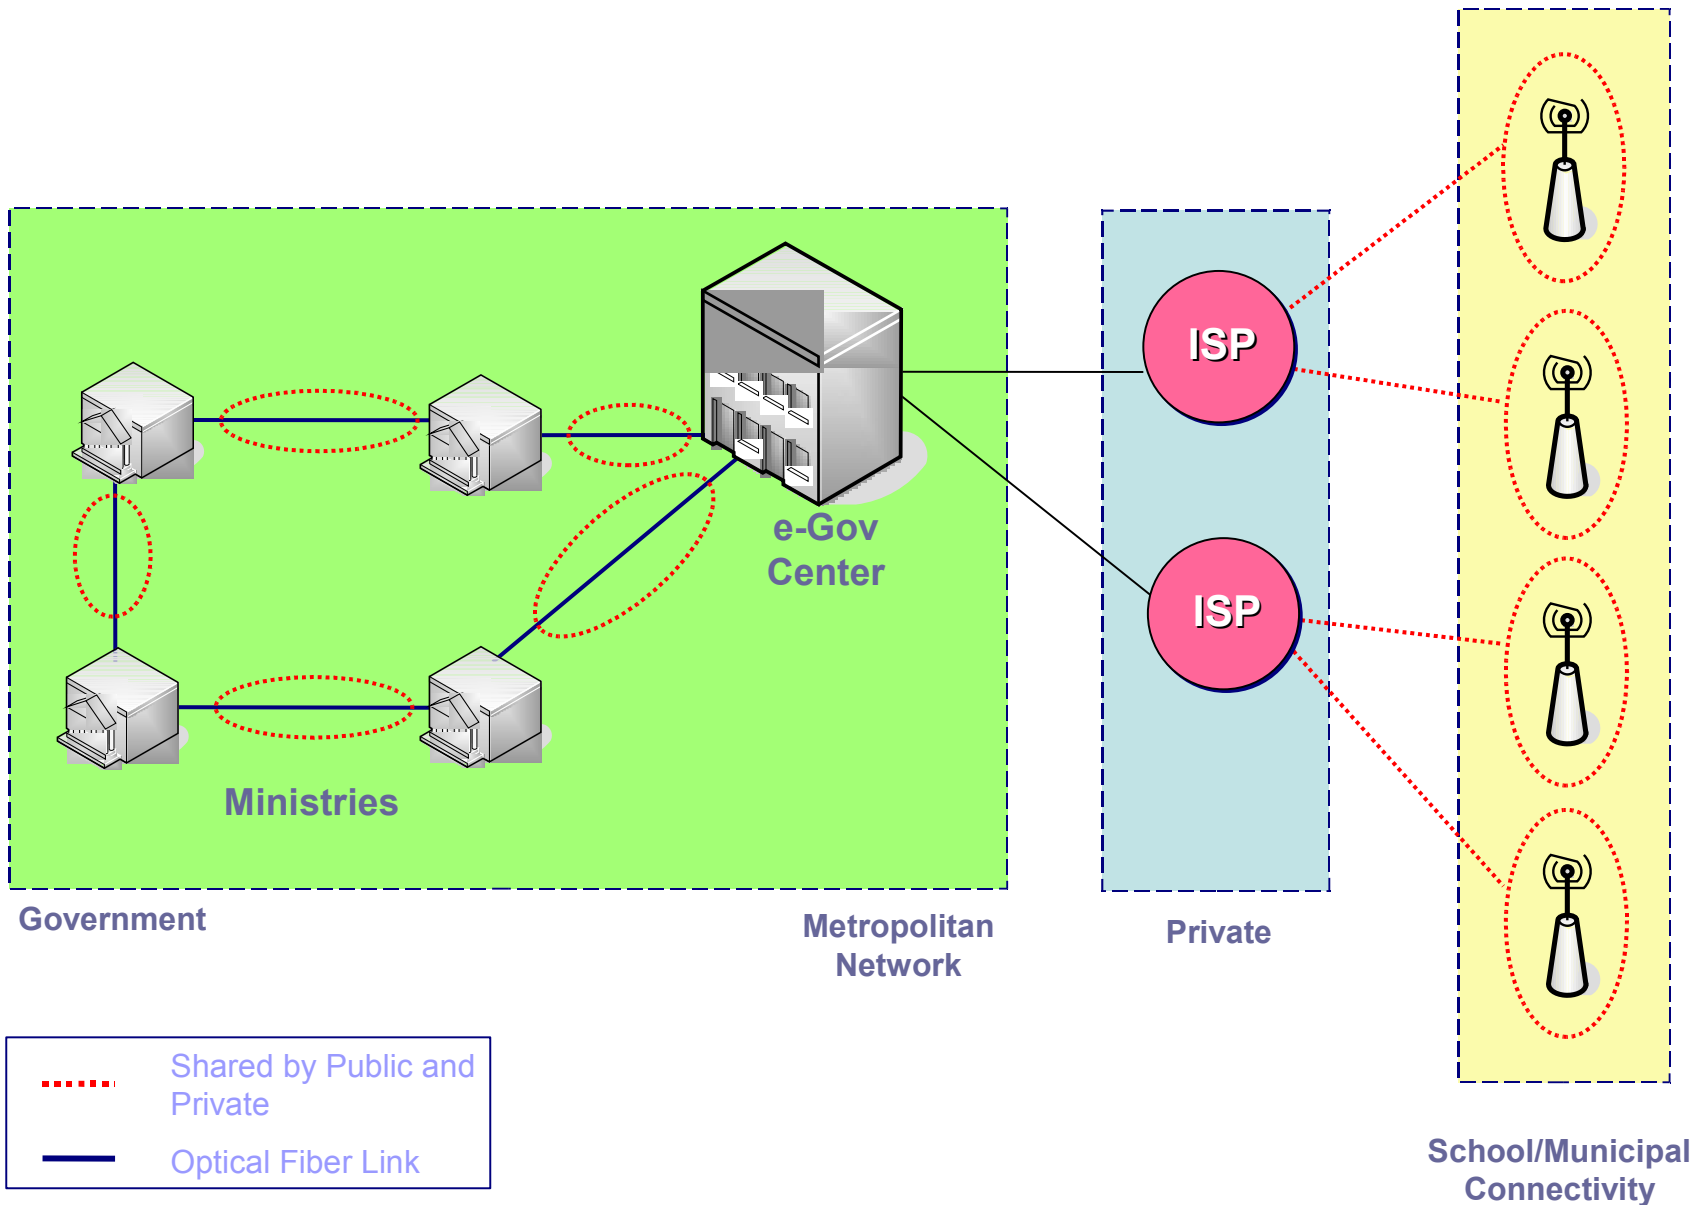 ISP
e-Gov
Center
ISP
Ministries
Government
Metropolitan
Network
Private
Shared by Public and
Private
Optical Fiber Link
School/Municipal
Connectivity